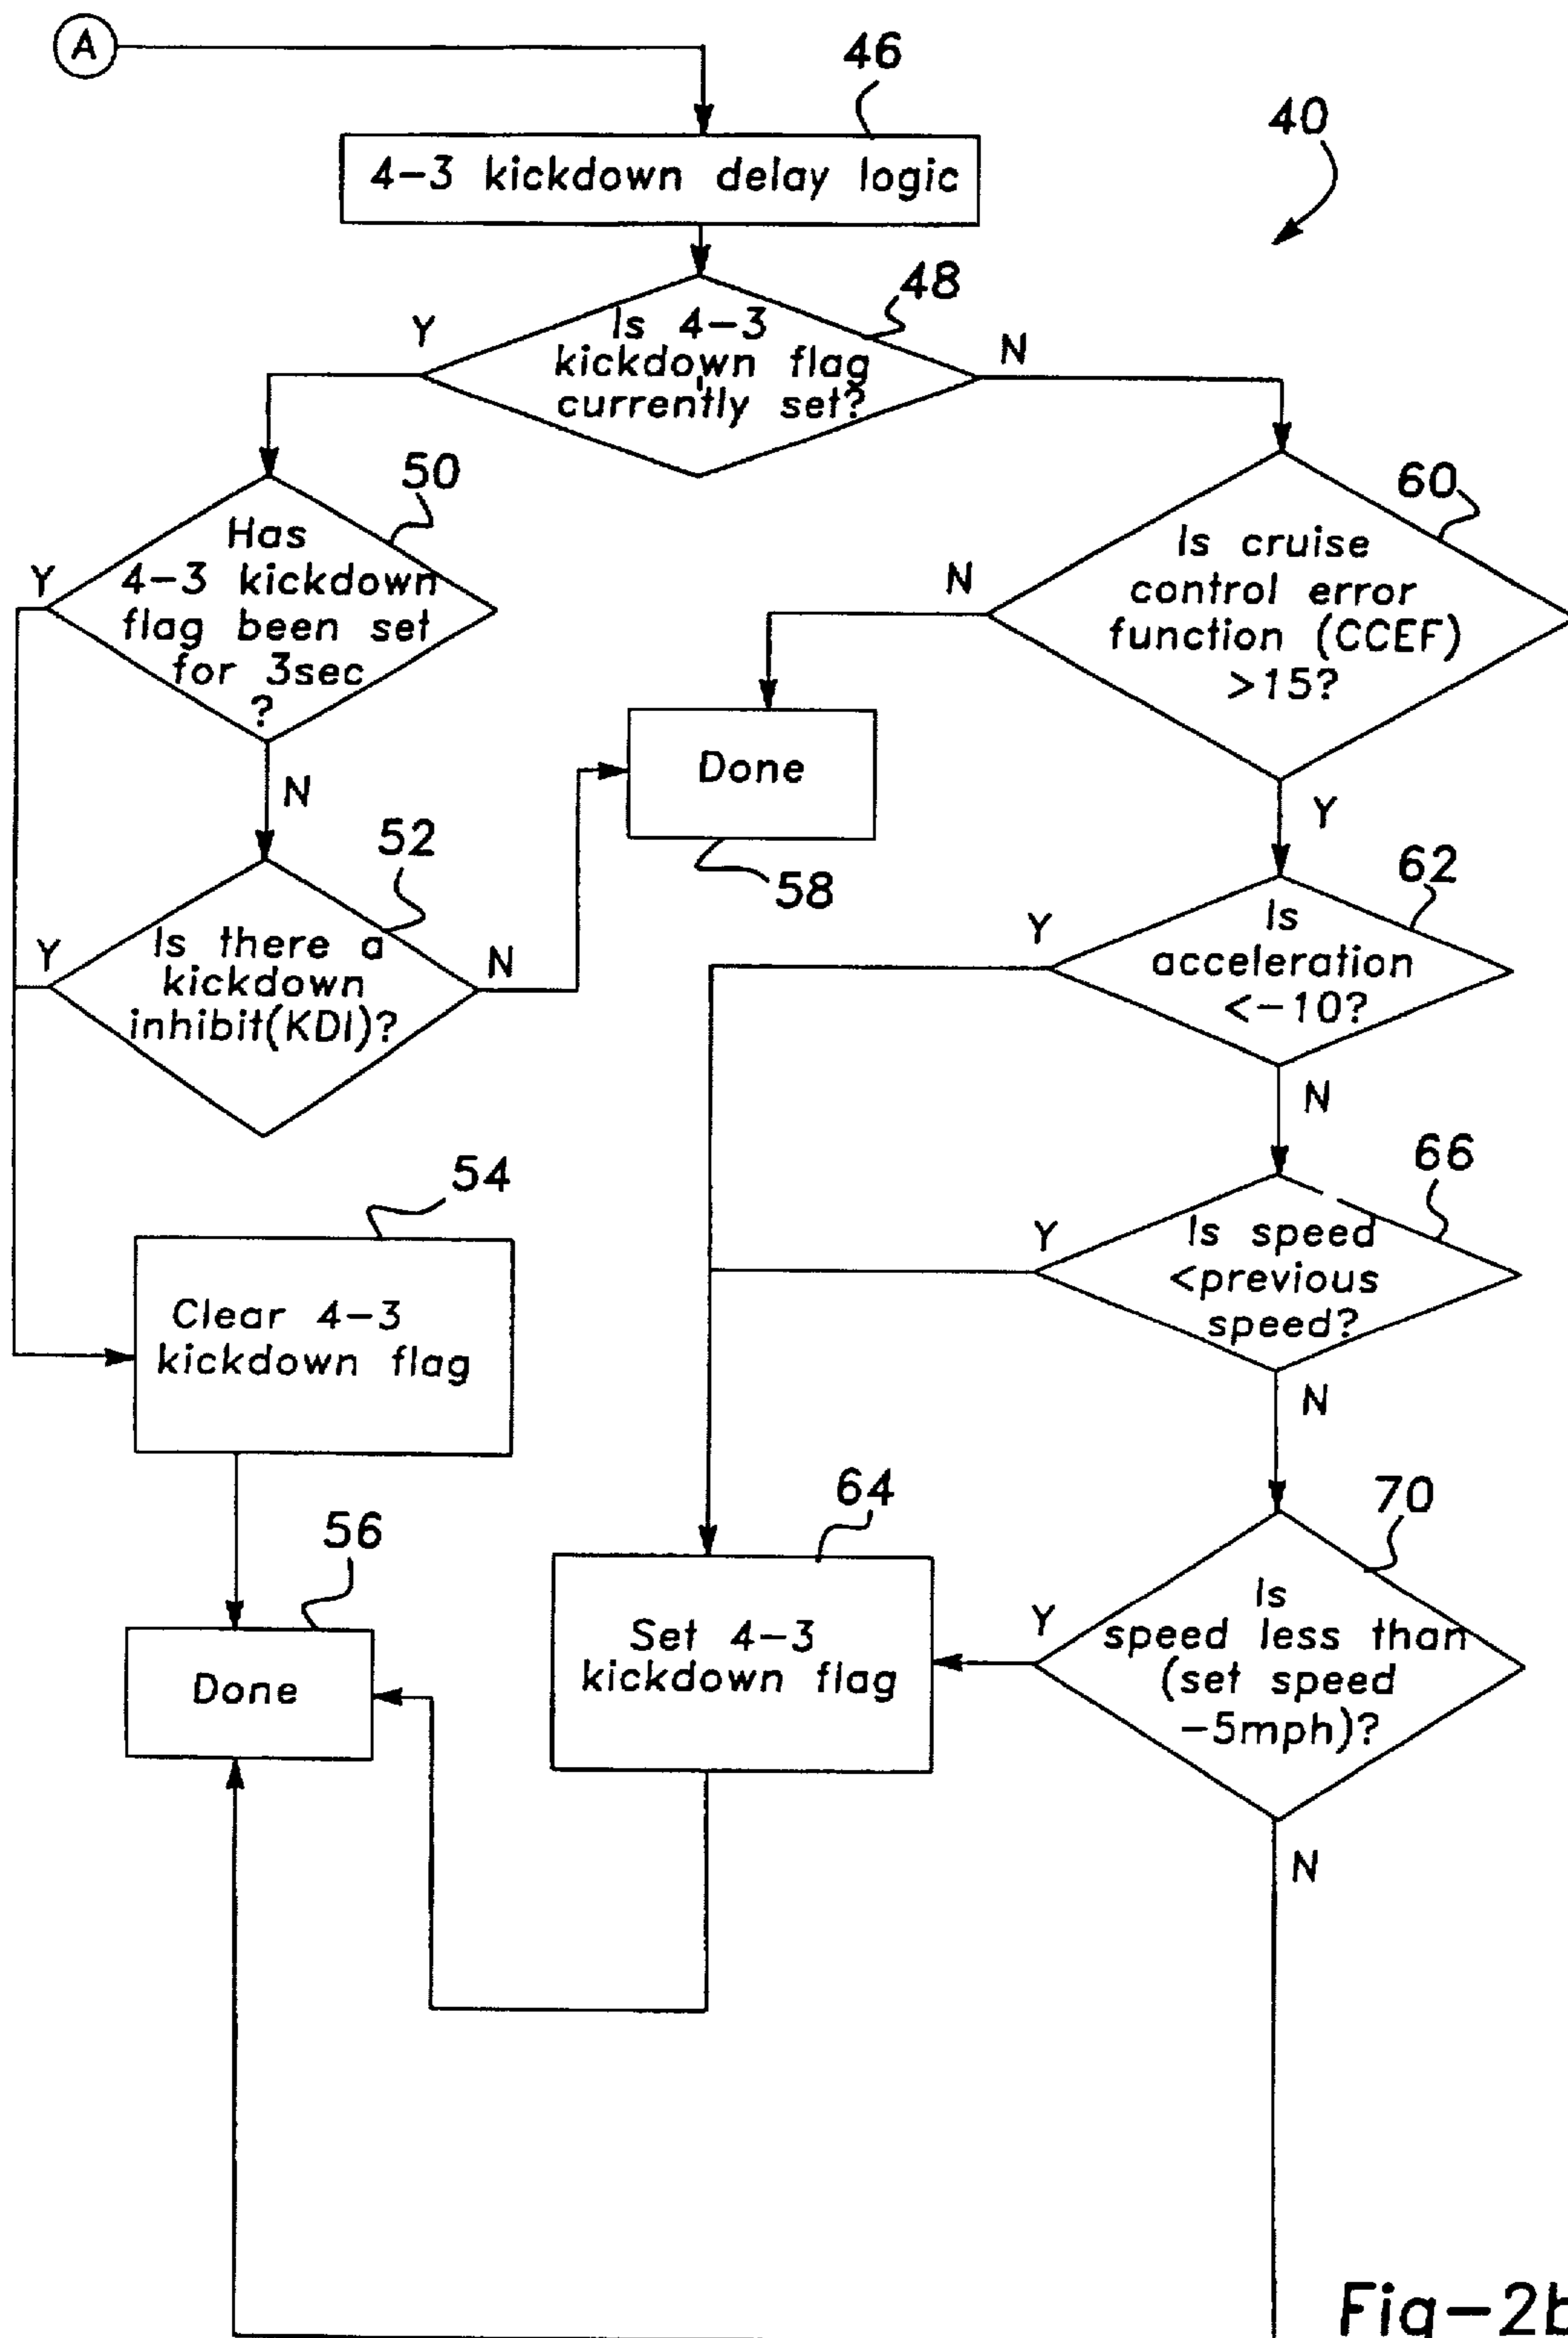 A
46
4-3 kickdown delay logic
40
48
Is 4-3
kickdown flag
currently set?
Y
N
50
Has
4-3 kickdown
flag been set
for 3sec
?
Y
N
60
Is cruise
control error
function (CCEF)
>15?
N
Y
Done
58
52
Is there a
kickdown
inhibit(KDI)?
Y
N
62
Is
acceleration
<-10?
Y
N
54
Clear 4-3
kickdown flag
66
Is speed
<previous
speed?
Y
N
56
Done
64
Set 4-3
kickdown flag
70
Is
speed less than
(set speed
-5mph)?
Y
N
Fig-2b